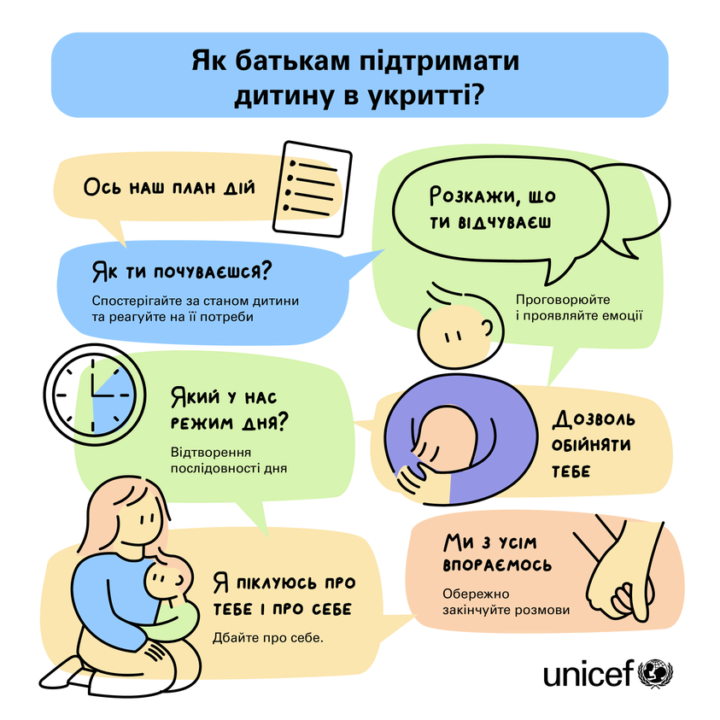 Як батькам підтримати
дитину в укритті?
Ось наш план дій
Як ти почуваєшся?
Спостерігайте за станом дитини
та реагуйте на її потреби
Розкажи, що
ти відчуваєш
Проговорюйте
і проявляйте емоції
Який у нас
режим дня?
Відтворення
послідовності дня
Дозволь
обійняти
тебе
Я піклуюсь про
тебе і про себе
Дбайте про себе.
Ми з усім
впораємось
Обережно
закінчуйте розмови
unicef